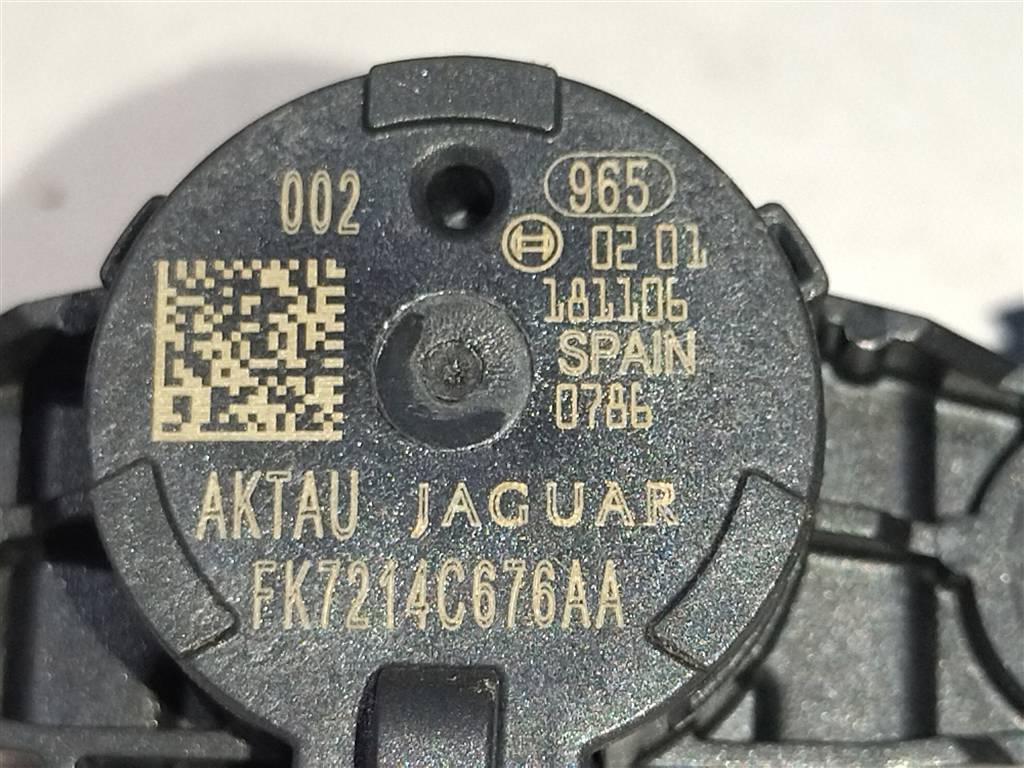 002
965
02 01
181106
SPAIN
0786
AKTAU JAGUAR
FK7214C676AA